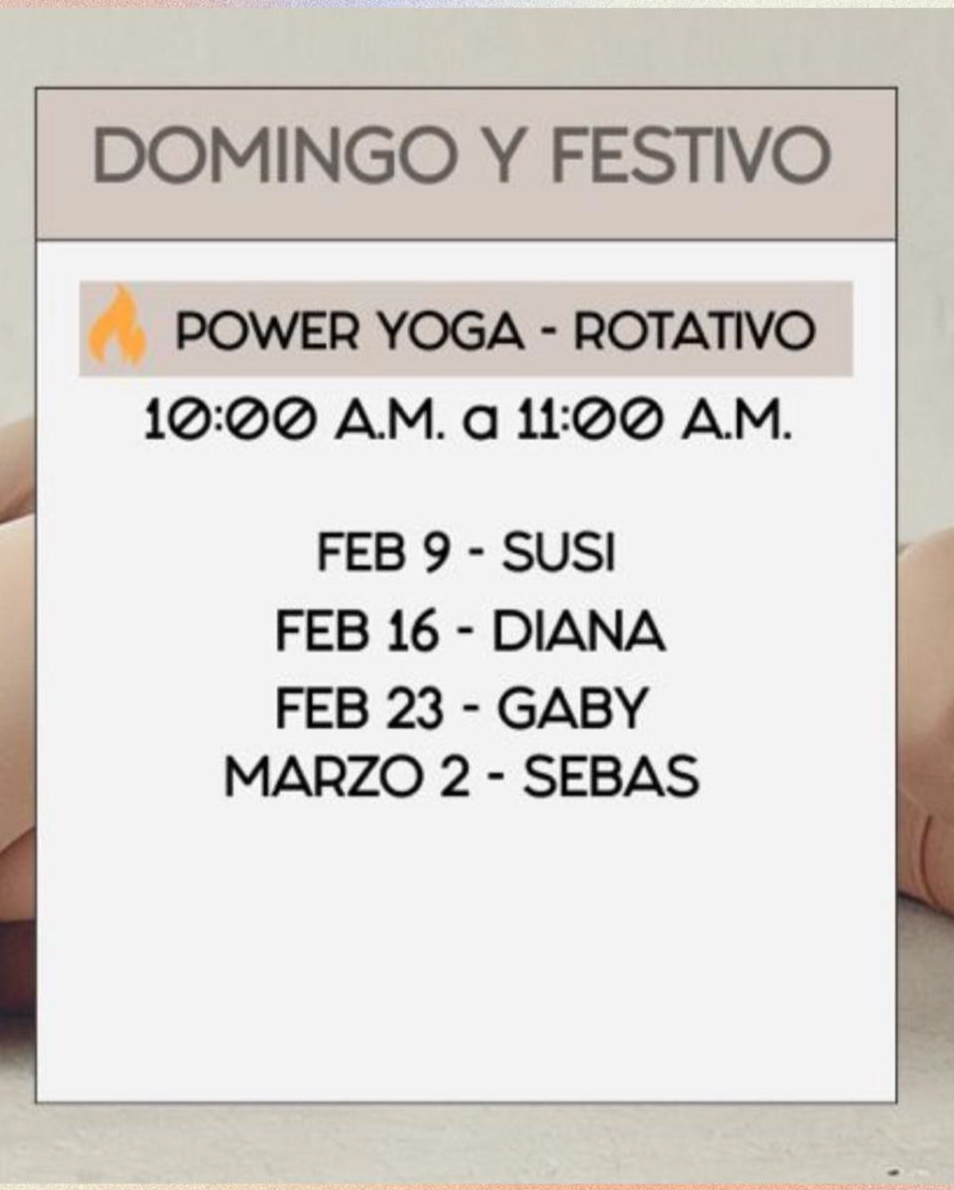 DOMINGO Y FESTIVO
POWER YOGA - ROTATIVO
10:00 A.M. a 11:00 A.M.
FEB 9 - SUSI
FEB 16 - DIANA
FEB 23 - GABY
MARZO 2 - SEBAS